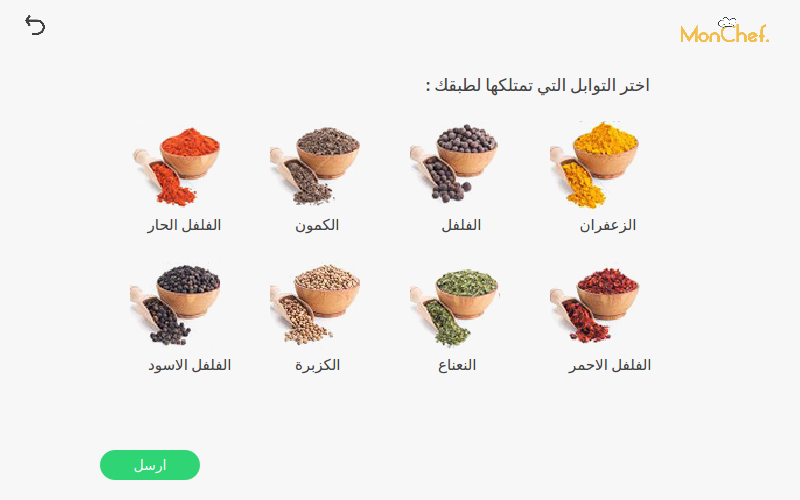 MonChef.
اختر التوابل التي تمتلكها لطبقك :
الزعفران
الفلفل
الكمون
الفلفل الحار
الفلفل الاحمر
النعناع
الكزبرة
الفلفل الاسود
ارسل